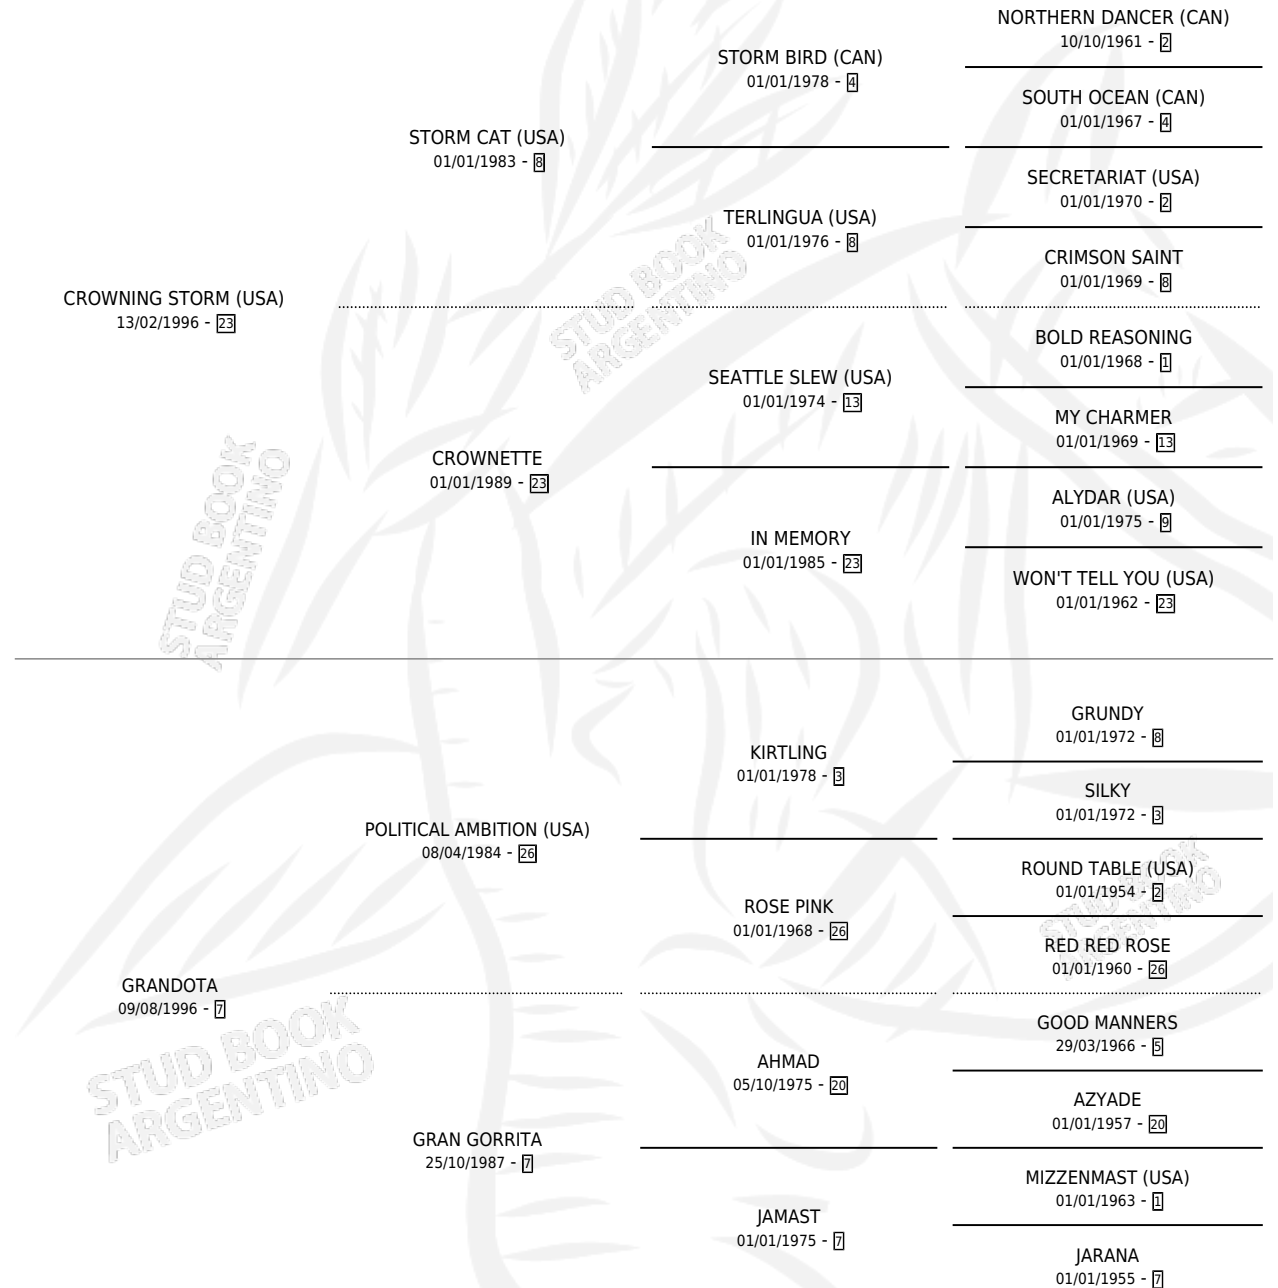 NORTHERN DANCER (CAN)
10/10/1961 - 2
STORM BIRD (CAN)
01/01/1978 - 4
SOUTH OCEAN (CAN)
01/01/1967 - 4
STORM CAT (USA)
01/01/1983 - 8
SECRETARIAT (USA)
01/01/1970 - 2
TERLINGUA (USA)
01/01/1976 - 8
CRIMSON SAINT
01/01/1969 - 8
CROWNING STORM (USA)
13/02/1996 - 23
BOLD REASONING
01/01/1968 - 1
SEATTLE SLEW (USA)
01/01/1974 - 13
MY CHARMER
01/01/1969 - 13
CROWNETTE
01/01/1989 - 23
ALYDAR (USA)
01/01/1975 - 9
IN MEMORY
01/01/1985 - 23
WON'T TELL YOU (USA)
01/01/1962 - 23
GRUNDY
01/01/1972 - 8
KIRTLING
01/01/1978 - 3
SILKY
01/01/1972 - 3
POLITICAL AMBITION (USA)
08/04/1984 - 26
ROUND TABLE (USA)
01/01/1954 - 2
ROSE PINK
01/01/1968 - 26
RED RED ROSE
01/01/1960 - 26
GRANDOTA
09/08/1996 - 7
GOOD MANNERS
29/03/1966 - 5
AHMAD
05/10/1975 - 20
AZYADE
01/01/1957 - 20
GRAN GORRITA
25/10/1987 - 7
MIZZENMAST (USA)
01/01/1963 - 1
JAMAST
01/01/1975 - 7
JARANA
01/01/1955 - 7
STUD BOOK
ARGENTINO
STUD BOOK
ARGENTINO
STUD BOOK
ARGENTINO
STUD BOOK
ARGENTINO